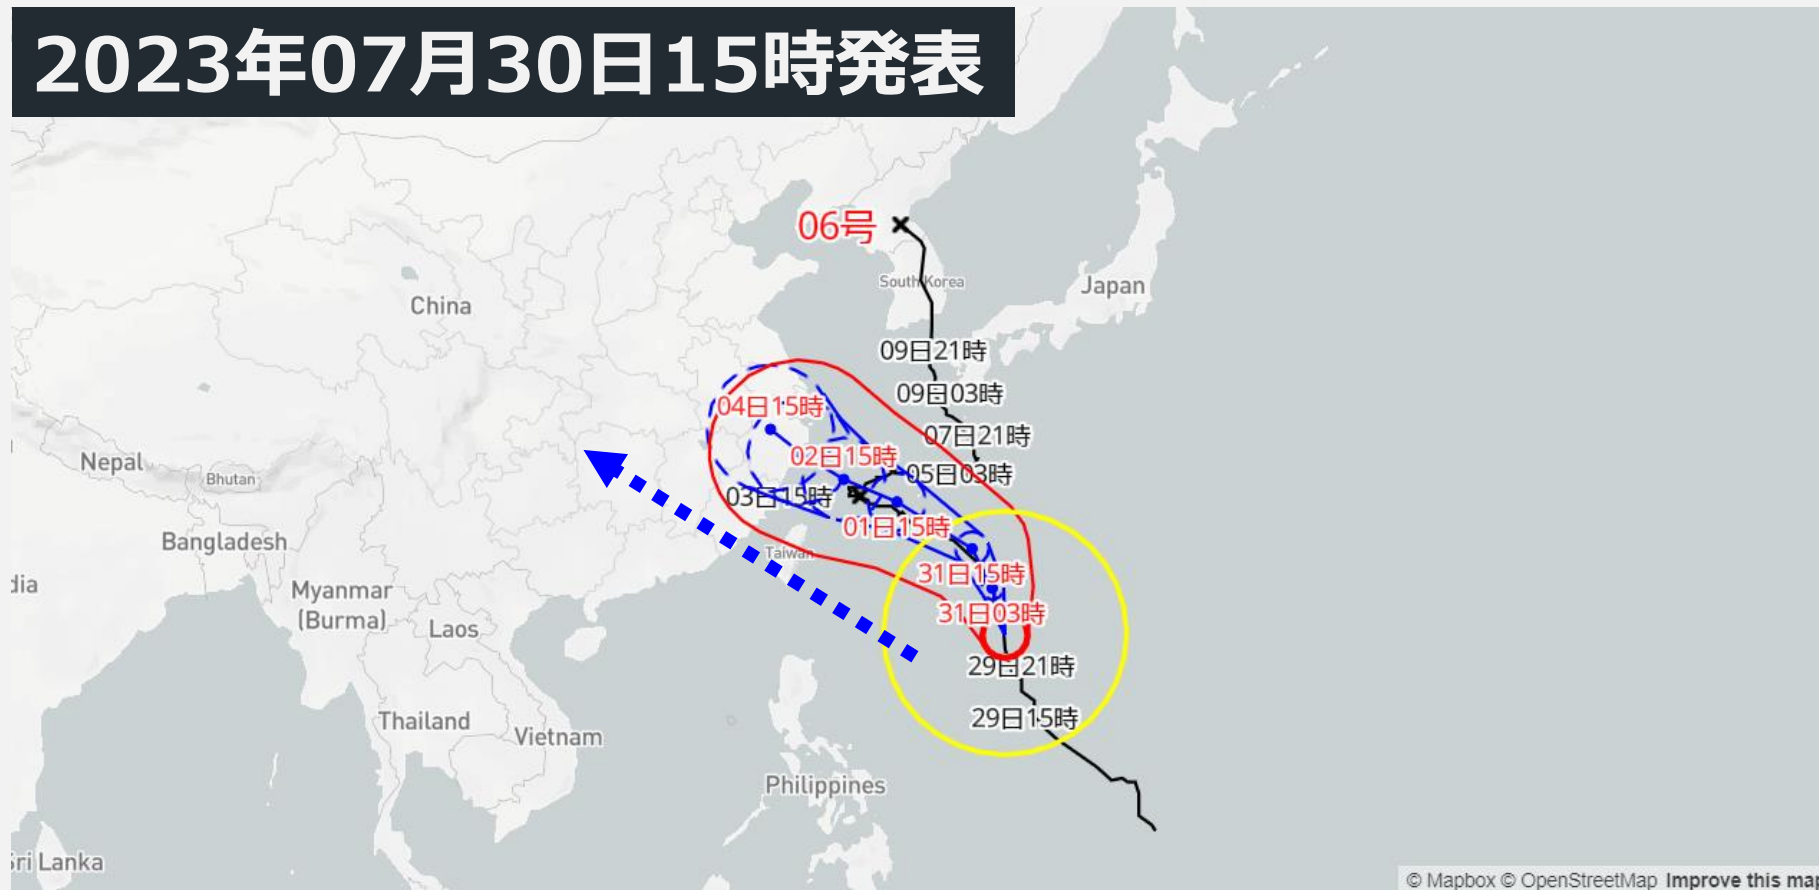 2023年07月30日15時発表
06号
South Korea
Japan
China
09日21時
09日03時
04日15時
07日21時
02日15時
05日03時
03日15時
01日15時
Nepal
Bhutan
Bangladesh
Taiwan
31日15時
dia
Myanmar
(Burma)
31日03時
Laos
29日21時
29日15時
Thailand
Vietnam
Philippines
Sri Lanka
© Mapbox © OpenStreetMap Improve this map